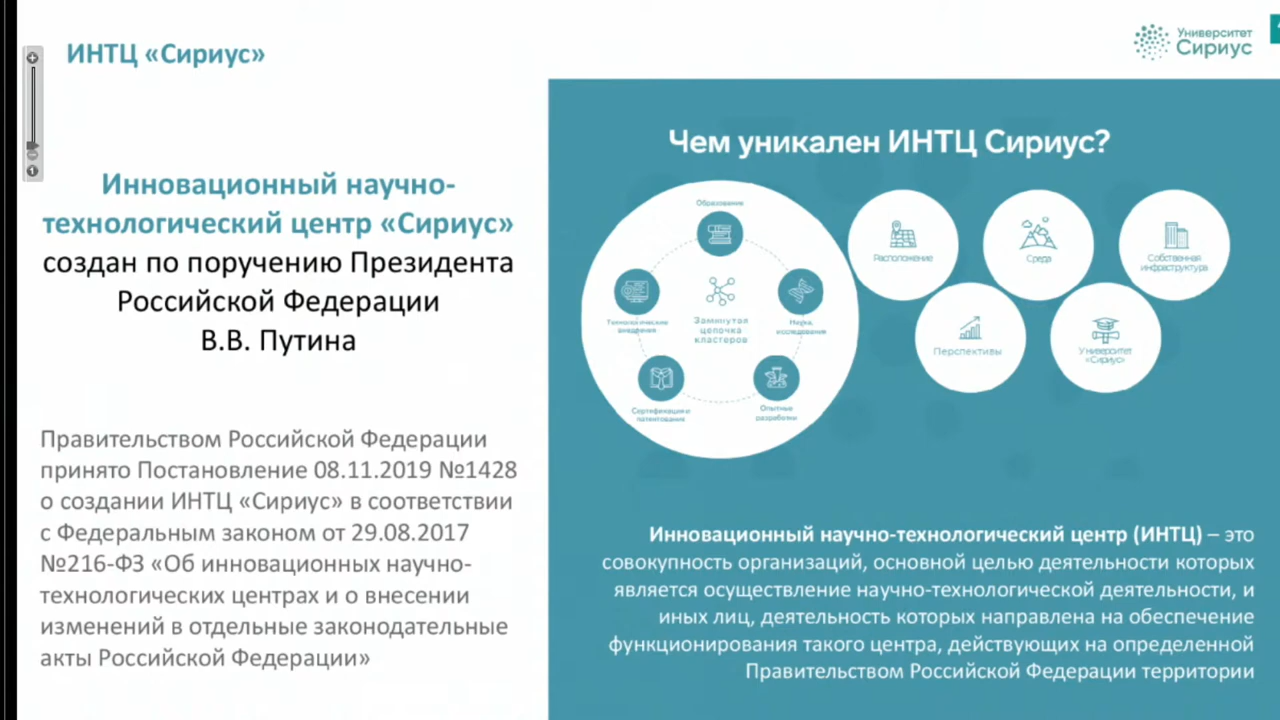 ИНТЦ «Сириус»
Университет
Сириус
Инновационный научно-
технологический центр «Сириус»
создан по поручению Президента
Российской Федерации
В.В. Путина
Правительством Российской Федерации
принято Постановление 08.11.2019 №1428
о создании ИНТЦ «Сириус» в соответствии
с Федеральным законом от 29.08.2017
№216-ФЗ «Об инновационных научно-
технологических центрах и о внесении
изменений в отдельные законодательные
акты Российской Федерации»
Чем уникален ИНТЦ Сириус?
Образование
Технологические
внедрения
Замкнутая
цепочка
кластеров
Наука,
исследования
Сертификация и
патентование
Опытные
разработки
Расположение
Среда
Собственная
инфраструктура
Перспективы
Университет
«Сириус»
Инновационный научно-технологический центр (ИНТЦ) – это
совокупность организаций, основной целью деятельности которых
является осуществление научно-технологической деятельности, и
иных лиц, деятельность которых направлена на обеспечение
функционирования такого центра, действующих на определенной
Правительством Российской Федерации территории